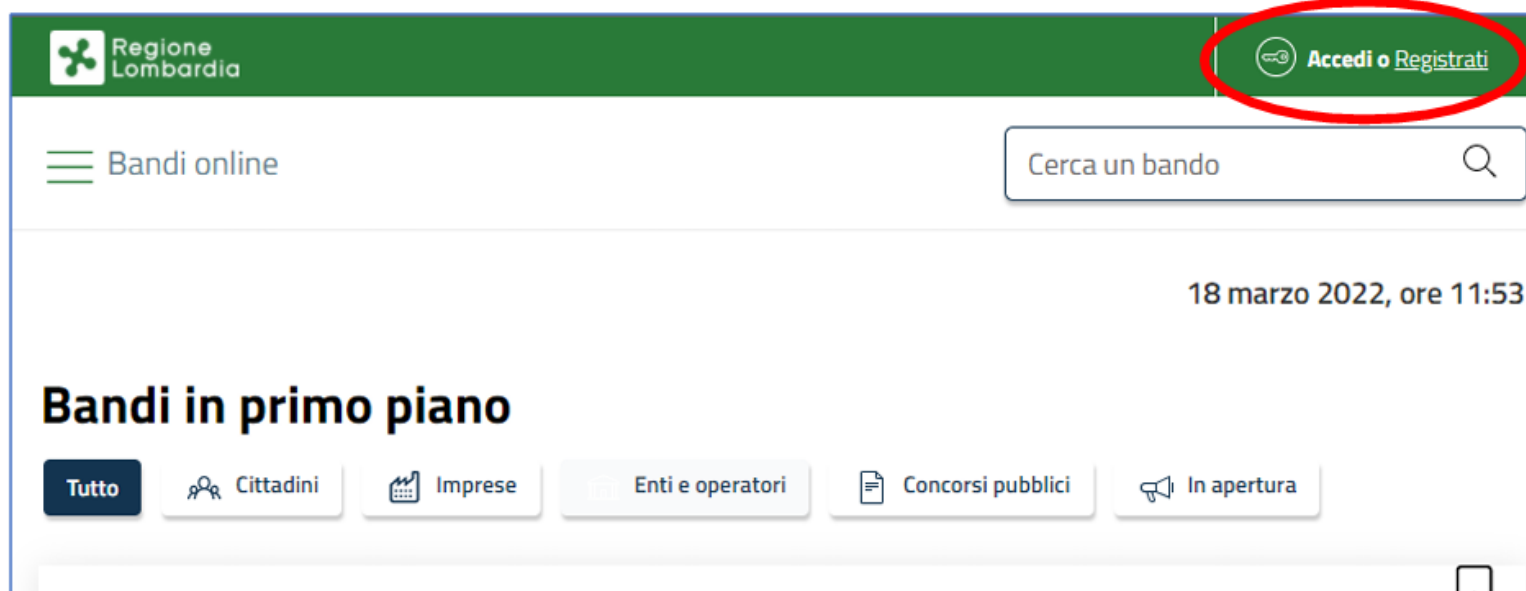 Regione
Lombardia
Accedi o Registrati
Bandi online
Cerca un bando
18 marzo 2022, ore 11:53
Bandi in primo piano
Tutto Cittadini Imprese Enti e operatori Concorsi pubblici In apertura